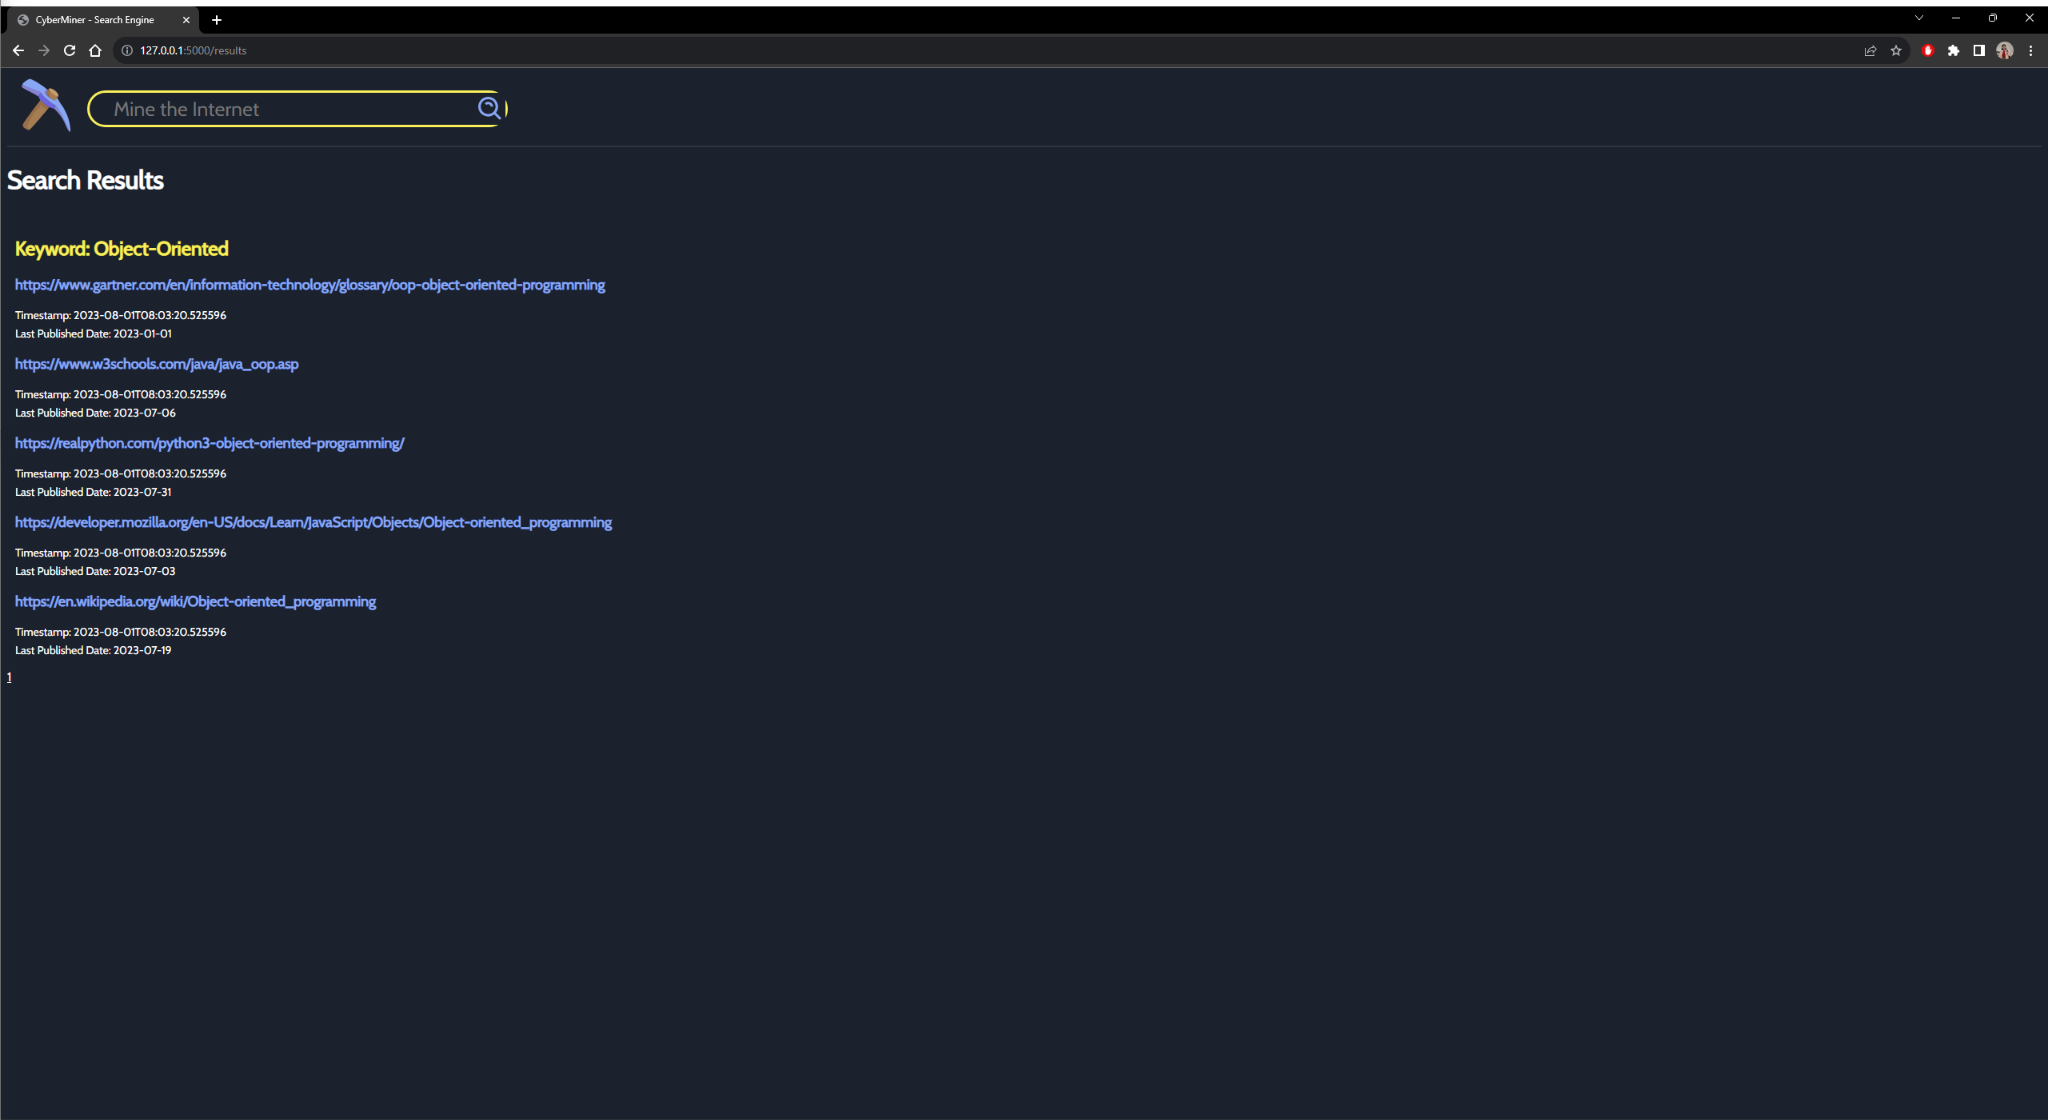 CyberMiner - Search Engine
127.0.0.1:5000/results
Mine the Internet
Search Results
Keyword: Object-Oriented
https://www.gartner.com/en/information-technology/glossary/oop-object-oriented-programming
Timestamp: 2023-08-01T08:03:20.525596
Last Published Date: 2023-01-01
https://www.w3schools.com/java/java_oop.asp
Timestamp: 2023-08-01T08:03:20.525596
Last Published Date: 2023-07-06
https://realpython.com/python3-object-oriented-programming/
Timestamp: 2023-08-01T08:03:20.525596
Last Published Date: 2023-07-31
https://developer.mozilla.org/en-US/docs/Learn/JavaScript/Objects/Object-oriented_programming
Timestamp: 2023-08-01T08:03:20.525596
Last Published Date: 2023-07-03
https://en.wikipedia.org/wiki/Object-oriented_programming
Timestamp: 2023-08-01T08:03:20.525596
Last Published Date: 2023-07-19
1